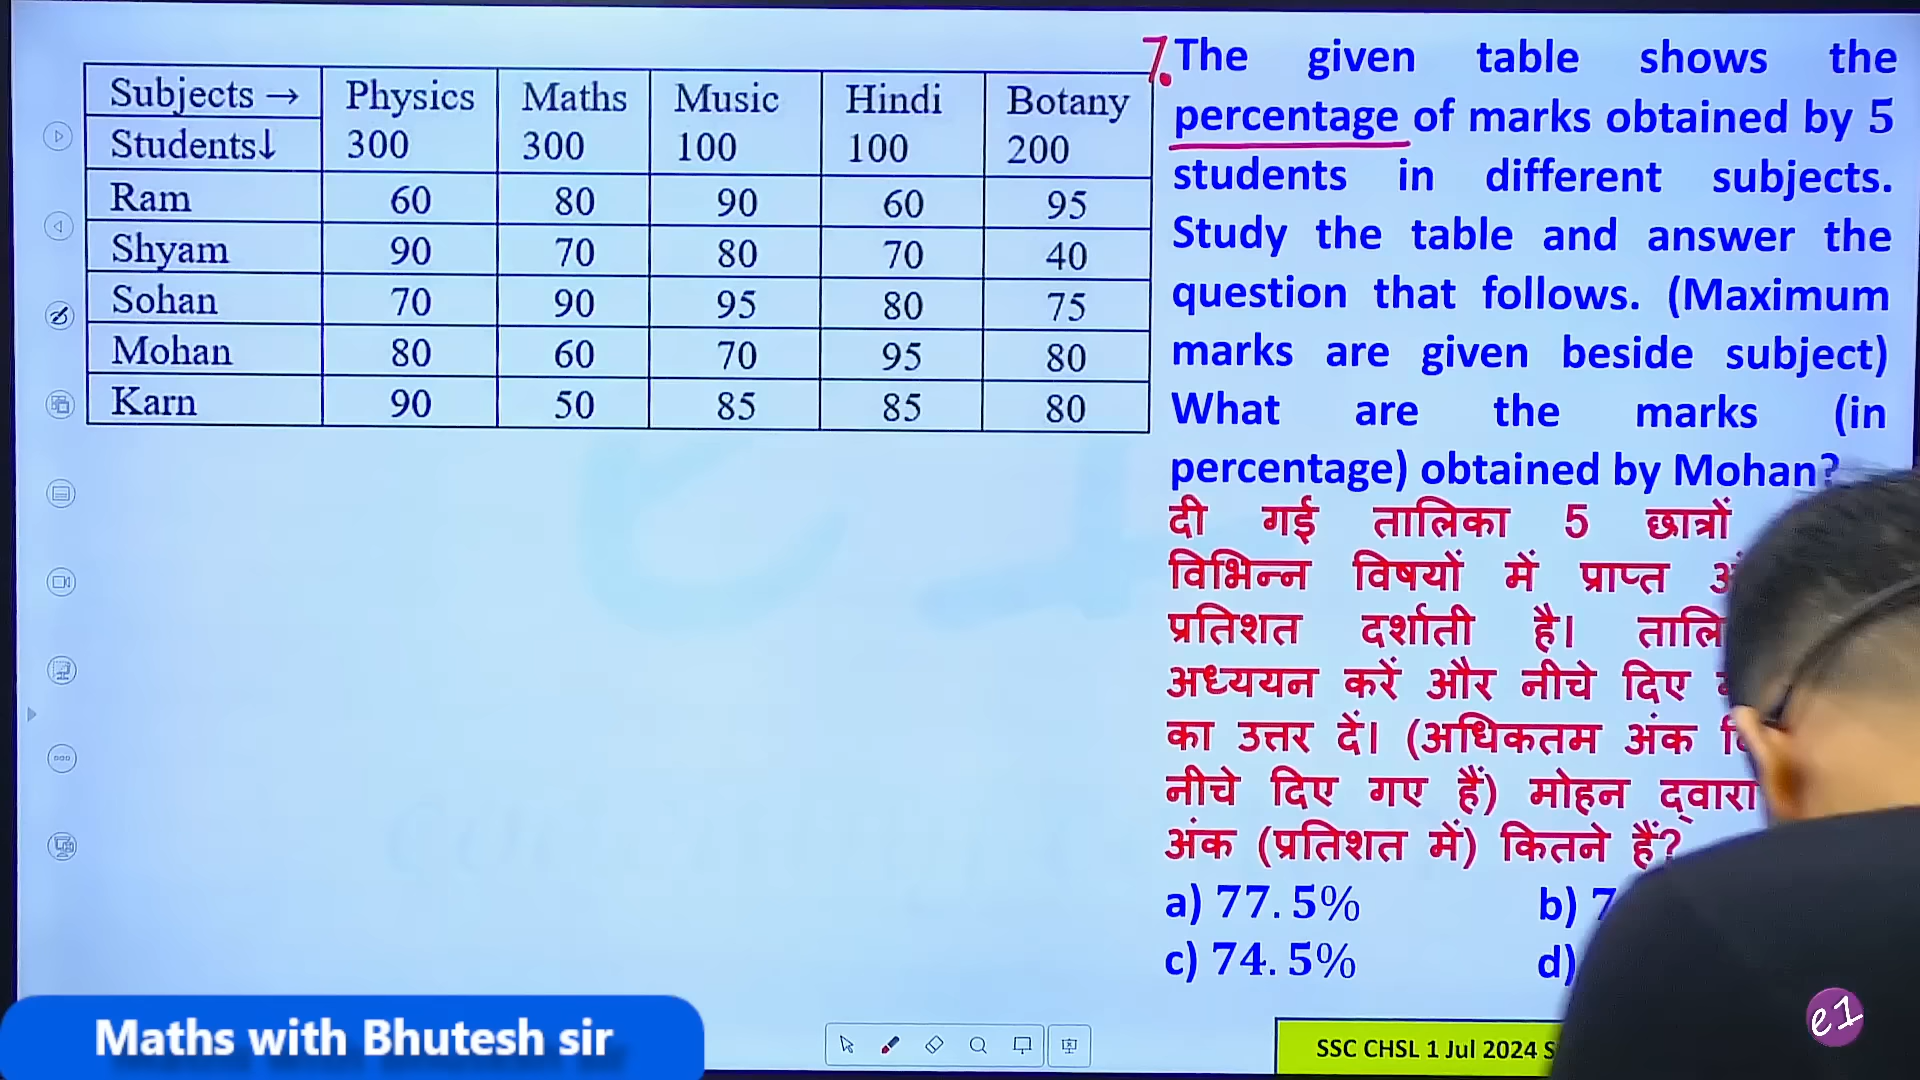 Subjects → Physics Maths Music Hindi Botany
Students↓ 300 300 100 100 200
Ram 60 80 90 60 95
Shyam 90 70 80 70 40
Sohan 70 90 95 80 75
Mohan 80 60 70 95 80
Karn 90 50 85 85 80
7. The given table shows the
percentage of marks obtained by 5
students in different subjects.
Study the table and answer the
question that follows. (Maximum
marks are given beside subject)
What are the marks (in
percentage) obtained by Mohan?
दी गई तालिका 5 छात्रों
विभिन्न विषयों में प्राप्त
प्रतिशत दर्शाती है।
अध्ययन करें और नीचे दिए
का उत्तर दें। (अधिकतम अंक
नीचे दिए गए हैं) मोहन द्वारा
अंक (प्रतिशत में) कितने हैं?
a) 77.5% b) 7
c) 74.5% d)
Maths with Bhutesh sir
SSC CHSL 1 Jul 2024
e1